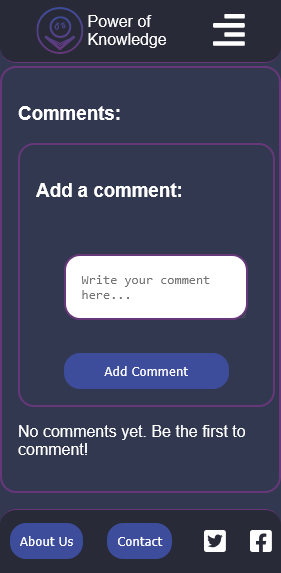 Power of
Knowledge
Comments:
Add a comment:
Write your comment
here...
Add Comment
No comments yet. Be the first to
comment!
About Us
Contact